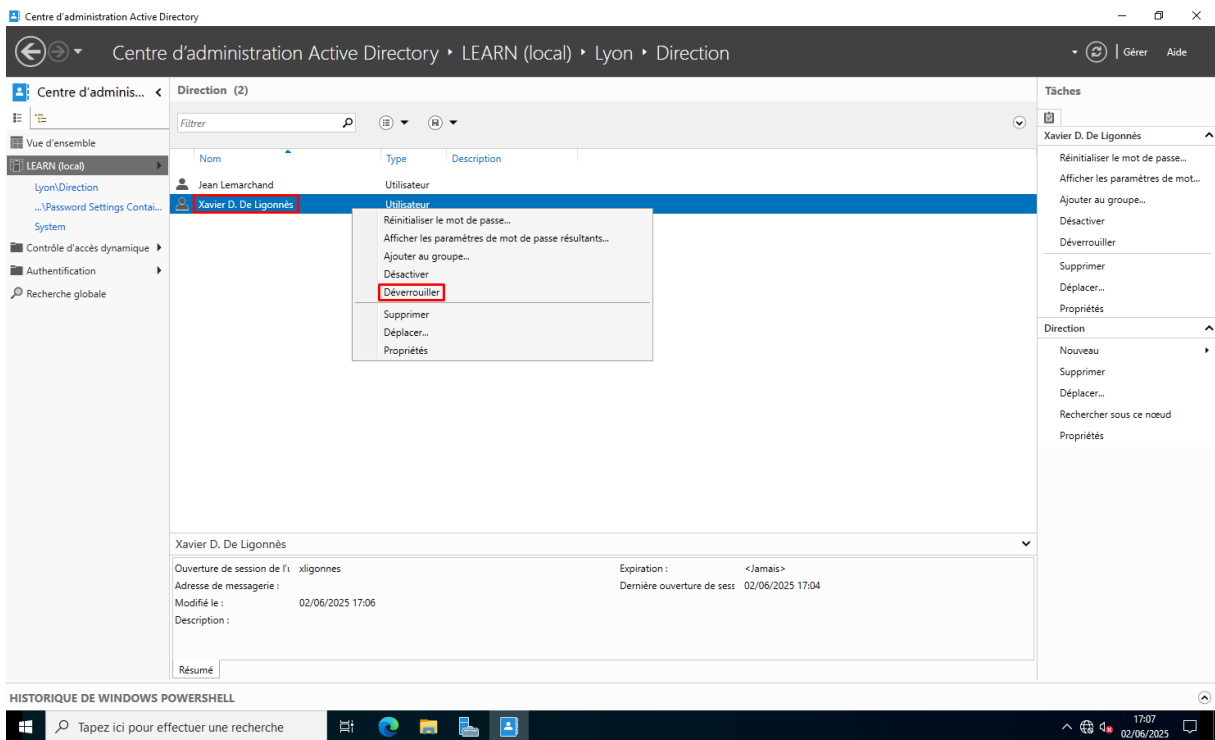 Centre d'administration Active Directory
Centre d'administration Active Directory ‣ LEARN (local) ‣ Lyon ‣ Direction
Gérer Aide
Centre d'adminis...
Vue d'ensemble
LEARN (local)
Lyon\Direction
...\Password Settings Contai...
System
Contrôle d'accès dynamique
Authentification
Recherche globale
Direction (2)
Filtrer
Nom Type Description
Jean Lemarchand Utilisateur
Xavier D. De Ligonnès Utilisateur
Réinitialiser le mot de passe...
Afficher les paramètres de mot de passe résultants...
Ajouter au groupe...
Désactiver
Déverrouiller
Supprimer
Déplacer...
Propriétés
Xavier D. De Ligonnès
Ouverture de session de l'u xligonnes Expiration : <Jamais>
Adresse de messagerie : Dernière ouverture de sess 02/06/2025 17:04
Modifié le : 02/06/2025 17:06
Description :
Résumé
Tâches
Xavier D. De Ligonnès
Réinitialiser le mot de passe...
Afficher les paramètres de mot...
Ajouter au groupe...
Désactiver
Déverrouiller
Supprimer
Déplacer...
Propriétés
Direction
Nouveau
Supprimer
Déplacer...
Rechercher sous ce nœud
Propriétés
HISTORIQUE DE WINDOWS POWERSHELL
Tapez ici pour effectuer une recherche
17:07
02/06/2025